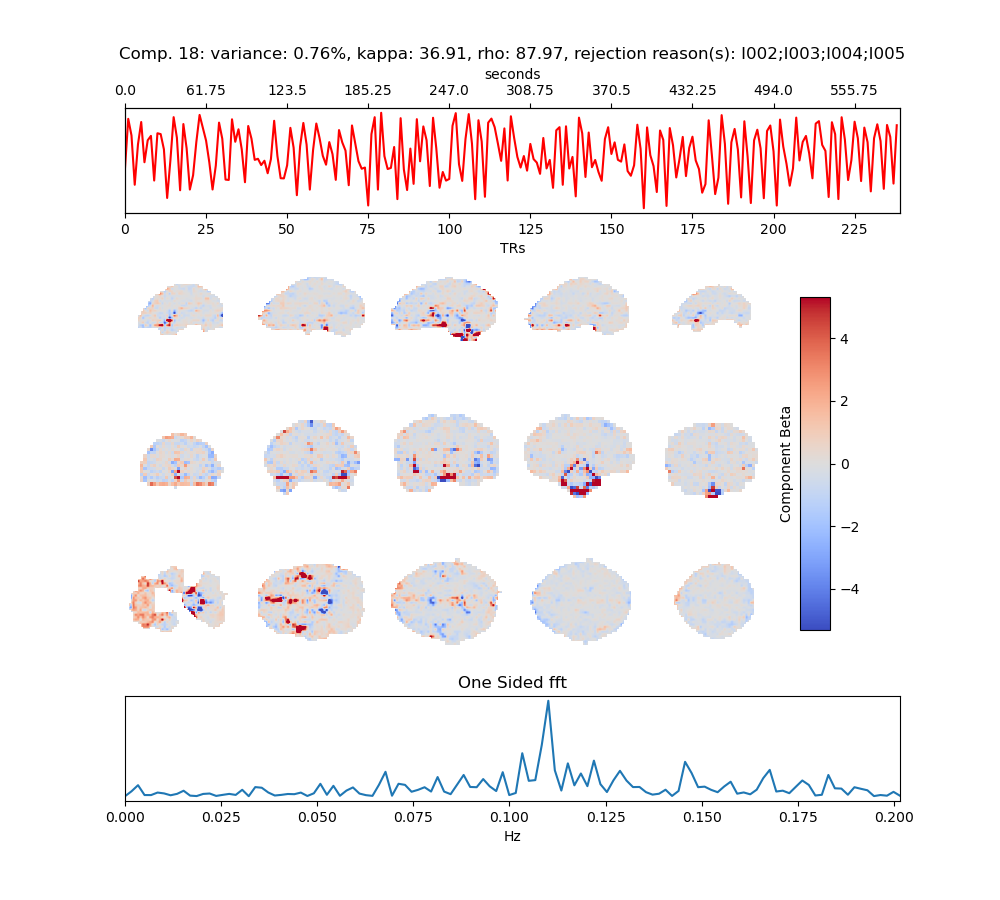 Comp. 18: variance: 0.76%, kappa: 36.91, rho: 87.97, rejection reason(s): I002;I003;I004;I005
seconds
0.0 61.75 123.5 185.25 247.0 308.75 370.5 432.25 494.0 555.75
0 25 50 75 100 125 150 175 200 225
TRs
4
2
0
−2
−4
Component Beta
One Sided fft
0.000 0.025 0.050 0.075 0.100 0.125 0.150 0.175 0.200
Hz